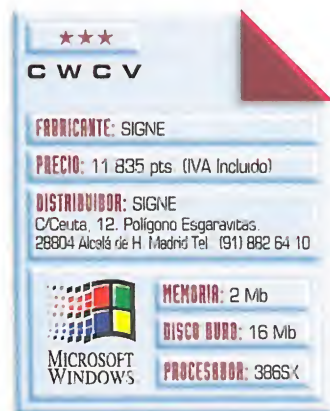 ★★★
CWCV
FABRICANTE: SIGNE
PRECIO: 11 835 pts. (IVA Incluido)
DISTRIBUIDOR: SIGNE
C/Ceuta, 12. Polígono Esgaravitas.
28804 Alcalá de H. Madrid Tel. (91) 882 64 10
MEMORIA: 2 Mb
DISCO DURO: 16 Mb
PROCESADOR: 386SX
MICROSOFT
WINDOWS